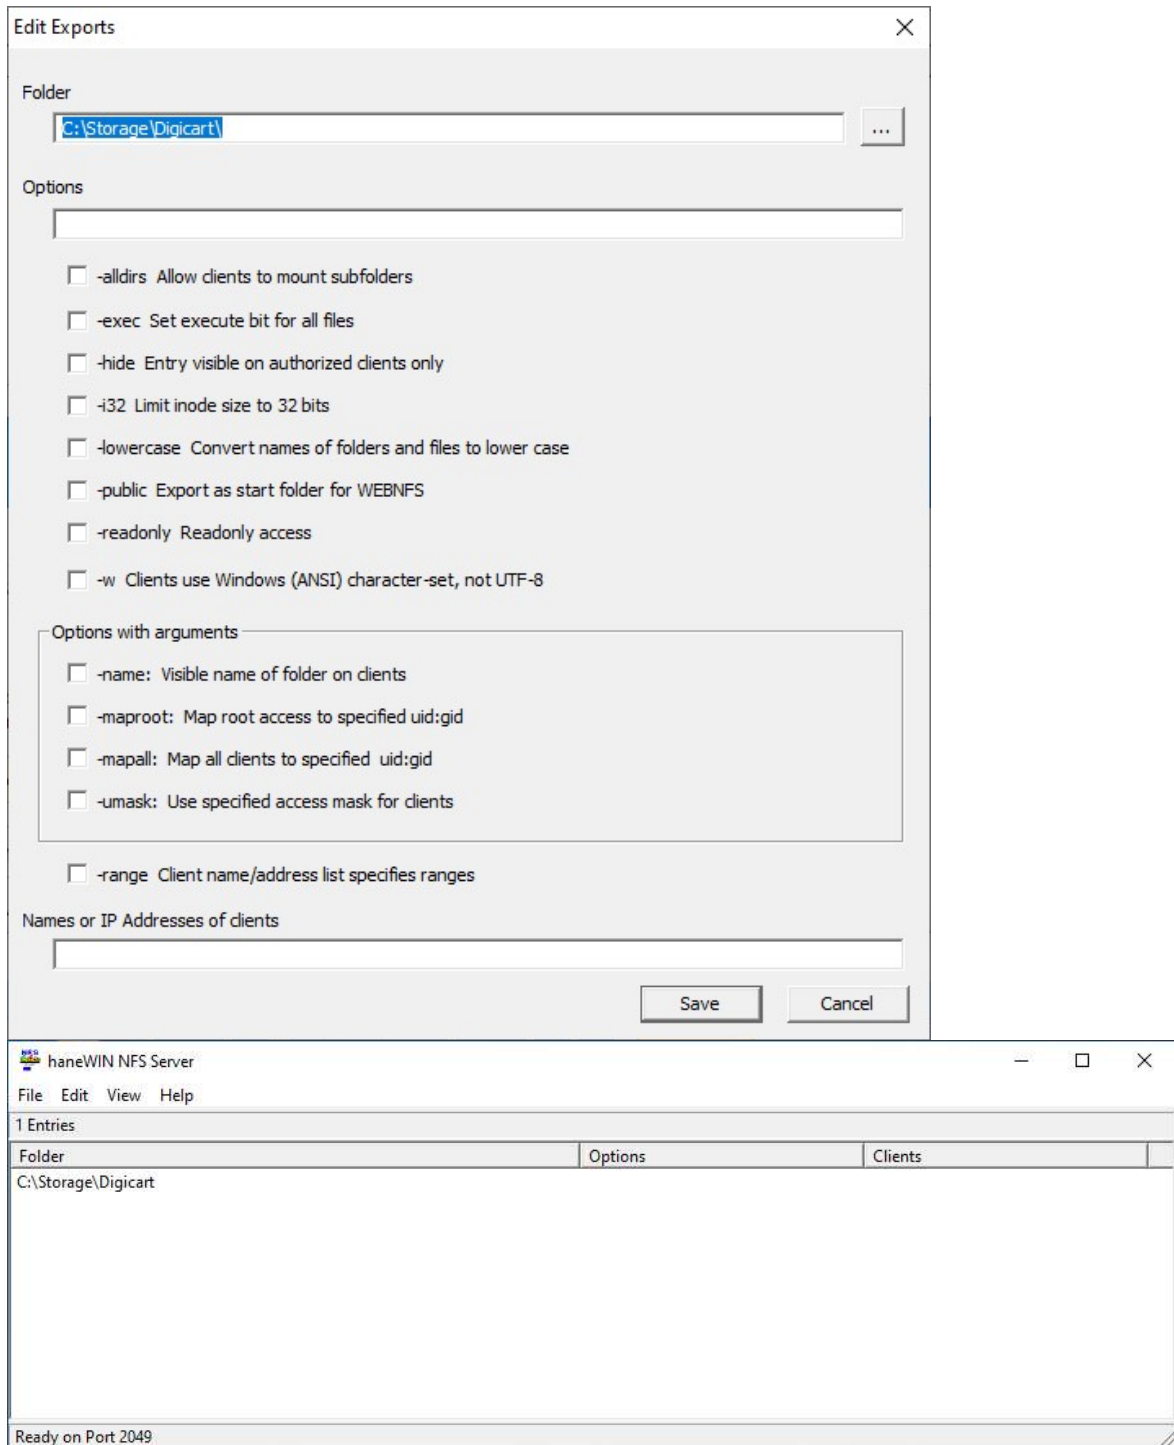 Edit Exports
Folder
C:\Storage\Digicart\
...
Options
-alldirs Allow clients to mount subfolders
-exec Set execute bit for all files
-hide Entry visible on authorized clients only
-i32 Limit inode size to 32 bits
-lowercase Convert names of folders and files to lower case
-public Export as start folder for WEBNFS
-readonly Readonly access
-w Clients use Windows (ANSI) character-set, not UTF-8
Options with arguments
-name: Visible name of folder on clients
-maproot: Map root access to specified uid:gid
-mapall: Map all clients to specified uid:gid
-umask: Use specified access mask for clients
-range Client name/address list specifies ranges
Names or IP Addresses of clients
Save Cancel
haneWIN NFS Server
File Edit View Help
1 Entries
Folder Options Clients
C:\Storage\Digicart
Ready on Port 2049